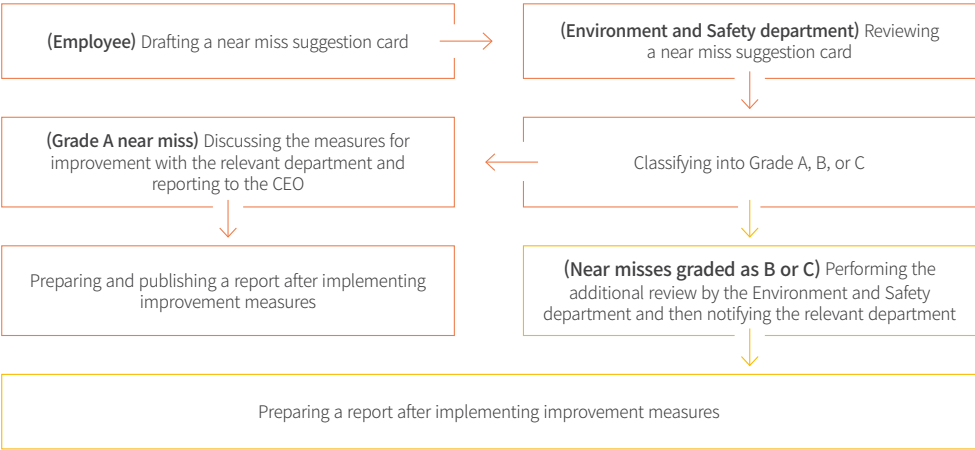 (Employee) Drafting a near miss suggestion card
(Environment and Safety department) Reviewing
a near miss suggestion card
(Grade A near miss) Discussing the measures for
improvement with the relevant department and
reporting to the CEO
Classifying into Grade A, B, or C
Preparing and publishing a report after implementing
improvement measures
(Near misses graded as B or C) Performing the
additional review by the Environment and Safety
department and then notifying the relevant department
Preparing a report after implementing improvement measures